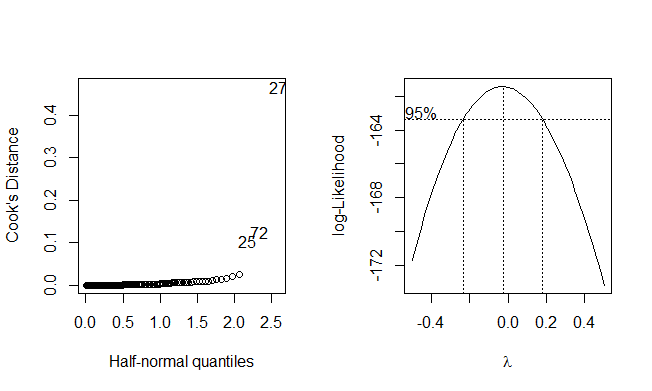 Cook's Distance
0.4
0.3
0.2
0.1
0.0
27
72
25
0.0 0.5 1.0 1.5 2.0 2.5
Half-normal quantiles
log-Likelihood
-164
-168
-172
95%
-0.4 0.0 0.2 0.4
λ